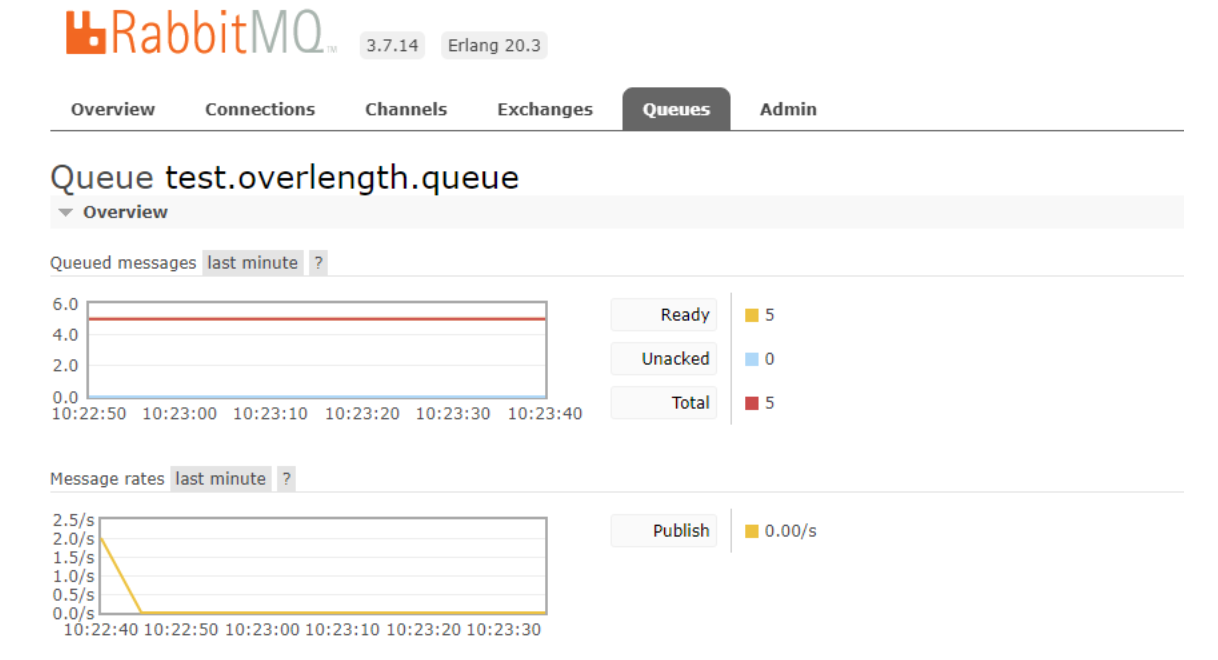 RabbitMQ™ 3.7.14 Erlang 20.3
Overview Connections Channels Exchanges Queues Admin
Queue test.overlength.queue
Overview
Queued messages last minute ?
6.0
4.0
2.0
0.0
10:22:50 10:23:00 10:23:10 10:23:20 10:23:30 10:23:40
Ready 5
Unacked 0
Total 5
Message rates last minute ?
2.5/s
2.0/s
1.5/s
1.0/s
0.5/s
0.0/s
10:22:40 10:22:50 10:23:00 10:23:10 10:23:20 10:23:30
Publish 0.00/s